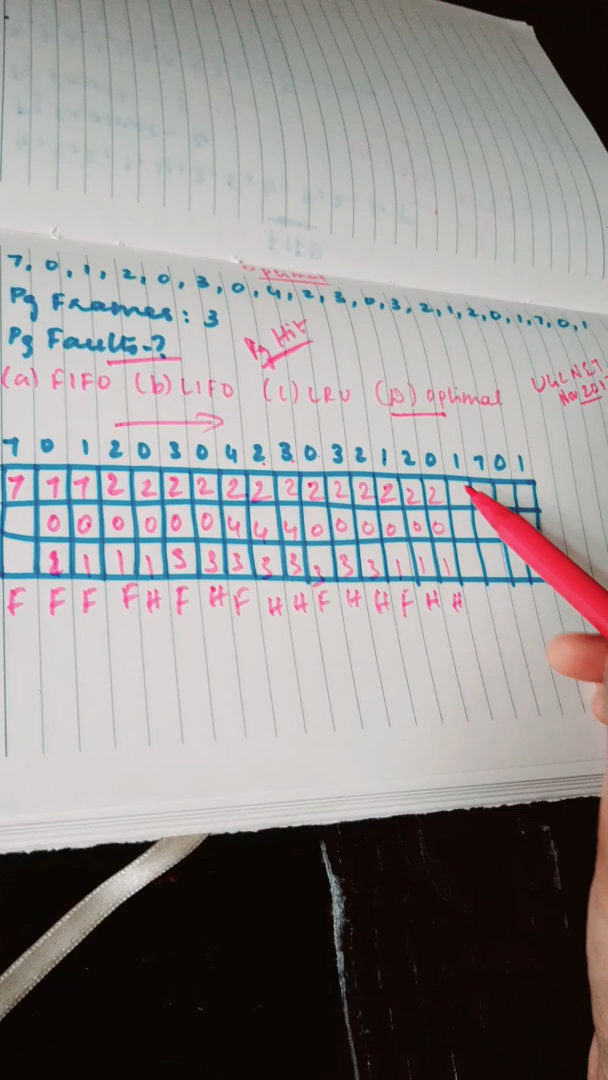 Optimal
7, 0, 1, 2, 0, 3, 0, 4, 2, 3, 0, 3, 2, 1, 2, 0, 1, 7, 0, 1
Pg Frames: 3
Pg Faults-?
Pg Hit
(a) FIFO (b) LIFO (c) LRU (D) Optimal
UGC NET
Nov 2017
7 0 1 2 0 3 0 4 2 3 0 3 2 1 2 0 1 7 0 1
7 7 7 2 2 2 2 2 2 2 2 2 2 2 2 2
0 0 0 0 0 0 4 4 4 0 0 0 0 0 0
1 1 1 1 3 3 3 3 3 3 3 3 1 1 1
F F F F H F H F H H F H H F H H